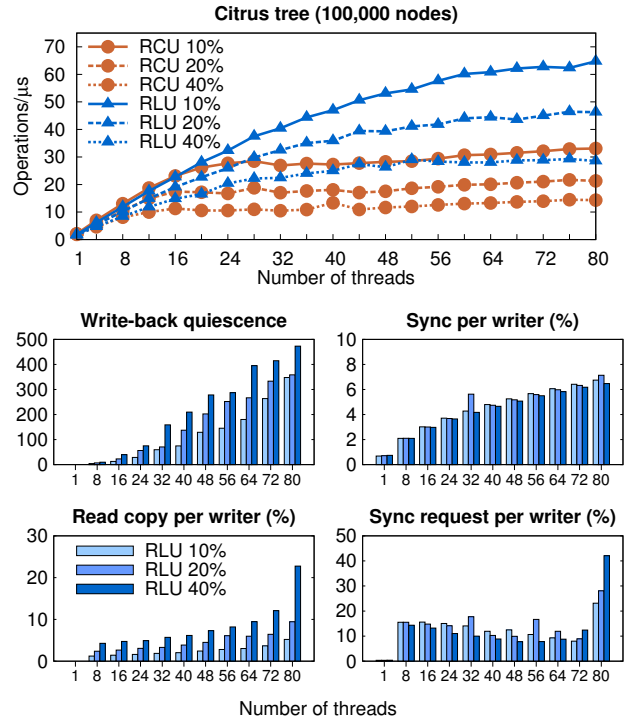 Citrus tree (100,000 nodes)
Operations/µs
70
60
50
40
30
20
10
0
RCU 10%
RCU 20%
RCU 40%
RLU 10%
RLU 20%
RLU 40%
1 8 16 24 32 40 48 56 64 72 80
Number of threads
Write-back quiescence
500
400
300
200
100
0
1 8 16 24 32 40 48 56 64 72 80
Sync per writer (%)
10
8
6
4
2
0
1 8 16 24 32 40 48 56 64 72 80
Read copy per writer (%)
30
20
10
0
RLU 10%
RLU 20%
RLU 40%
1 8 16 24 32 40 48 56 64 72 80
Sync request per writer (%)
50
40
30
20
10
0
1 8 16 24 32 40 48 56 64 72 80
Number of threads